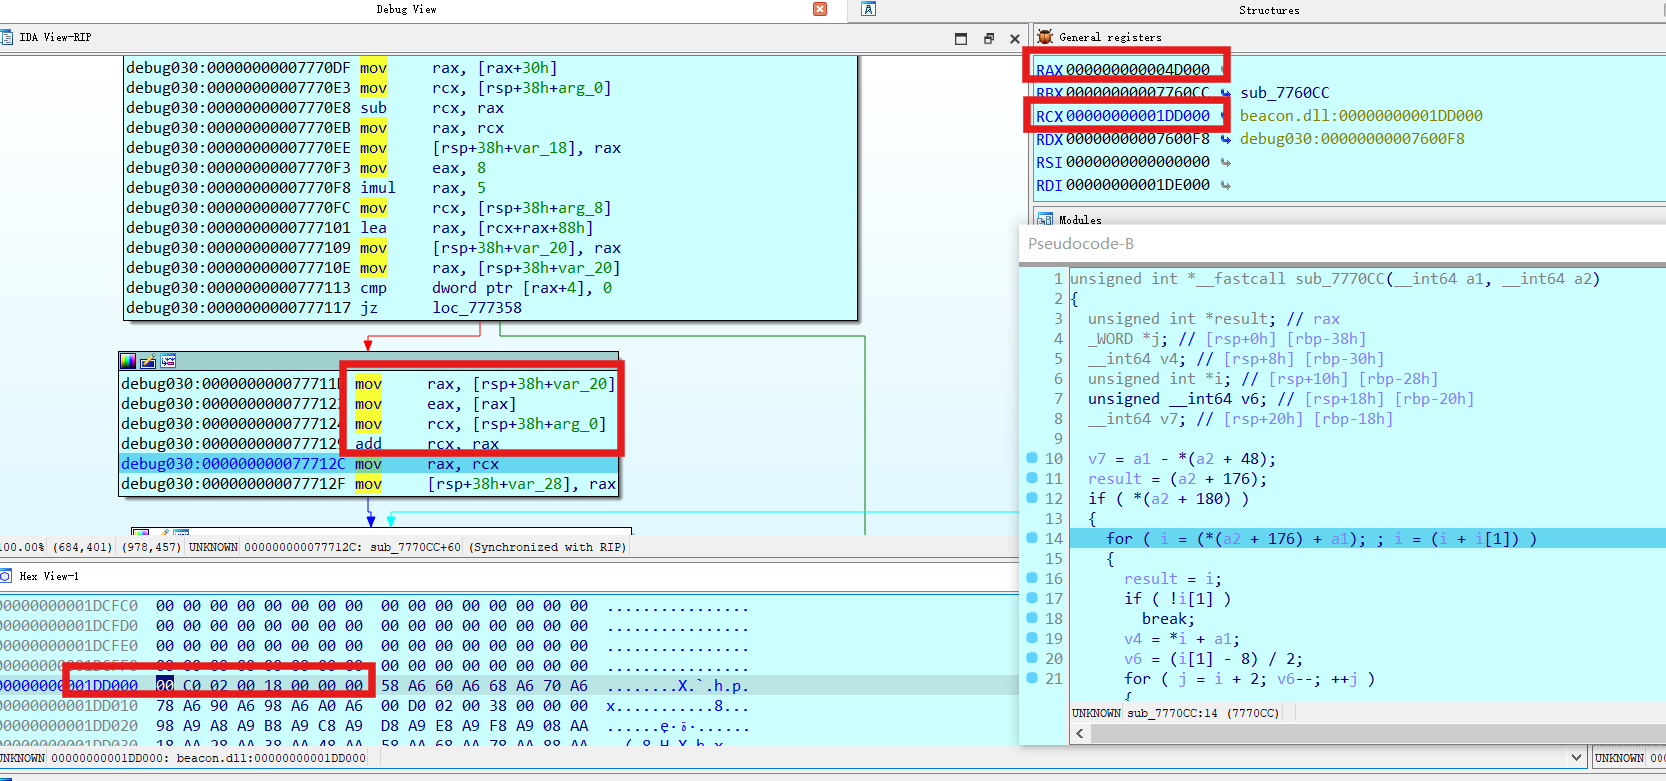 Debug View
Structures
IDA View-RIP
debug030:00000000007770DF mov rax, [rax+30h]
debug030:00000000007770E3 mov rcx, [rsp+38h+arg_0]
debug030:00000000007770E8 sub rcx, rax
debug030:00000000007770EB mov rax, rcx
debug030:00000000007770EE mov [rsp+38h+var_18], rax
debug030:00000000007770F3 mov eax, 8
debug030:00000000007770F8 imul rax, 5
debug030:00000000007770FC mov rcx, [rsp+38h+arg_8]
debug030:0000000000777101 lea rax, [rcx+rax+88h]
debug030:0000000000777109 mov [rsp+38h+var_20], rax
debug030:000000000077710E mov rax, [rsp+38h+var_20]
debug030:0000000000777113 cmp dword ptr [rax+4], 0
debug030:0000000000777117 jz loc_777358
debug030:000000000077711 mov rax, [rsp+38h+var_20]
debug030:000000000077712 mov eax, [rax]
debug030:000000000077712 mov rcx, [rsp+38h+arg_0]
debug030:000000000077712 add rcx, rax
debug030:000000000077712C mov rax, rcx
debug030:000000000077712F mov [rsp+38h+var_28], rax
100.00% (684,401) (978,457) UNKNOWN 000000000077712C: sub_7770CC+60 (Synchronized with RIP)
General registers
RAX 000000000004D000
RBX 00000000007760CC sub_7760CC
RCX 00000000001DD000 beacon.dll:00000000001DD000
RDX 00000000007600F8 debug030:00000000007600F8
RSI 0000000000000000
RDI 00000000001DE000
Modules
Pseudocode-B
1 unsigned int *__fastcall sub_7770CC(__int64 a1, __int64 a2)
2 {
3 unsigned int *result; // rax
4 _WORD *j; // [rsp+0h] [rbp-38h]
5 __int64 v4; // [rsp+8h] [rbp-30h]
6 unsigned int *i; // [rsp+10h] [rbp-28h]
7 unsigned __int64 v6; // [rsp+18h] [rbp-20h]
8 __int64 v7; // [rsp+20h] [rbp-18h]
9
10 v7 = a1 - *(a2 + 48);
11 result = (a2 + 176);
12 if ( *(a2 + 180) )
13 {
14 for ( i = (*(a2 + 176) + a1); ; i = (i + i[1]) )
15 {
16 result = i;
17 if ( !i[1] )
18 break;
19 v4 = *i + a1;
20 v6 = (i[1] - 8) / 2;
21 for ( j = i + 2; v6--; ++j )
{
UNKNOWN sub_7770CC:14 (7770CC)
Hex View-1
00000000001DCFC0 00 00 00 00 00 00 00 00 00 00 00 00 00 00 00 00 ................
00000000001DCFD0 00 00 00 00 00 00 00 00 00 00 00 00 00 00 00 00 ................
00000000001DCFE0 00 00 00 00 00 00 00 00 00 00 00 00 00 00 00 00 ................
00 00 00 00 00 00 00 00 ................
00000000001DD000 00 C0 02 00 18 00 00 00 58 A6 60 A6 68 A6 70 A6 ........X.`.h.p.
00000000001DD010 78 A6 90 A6 98 A6 A0 A6 00 D0 02 00 38 00 00 00 x...........8...
00000000001DD020 98 A9 A8 A9 B8 A9 C8 A9 D8 A9 E8 A9 F8 A9 08 AA
UNKNOWN 00000000001DD000: beacon.dll:00000000001DD000
UNKNOWN